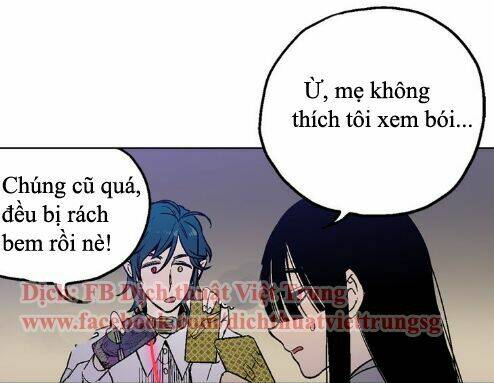 Ừ, mẹ không
thích tôi xem bói...
Chúng cũ quá,
đều bị rách
bem rồi nè!
Dịch: FB Dịch thuật Việt Trung
www.facebook.com/dichthuatviettrungsg